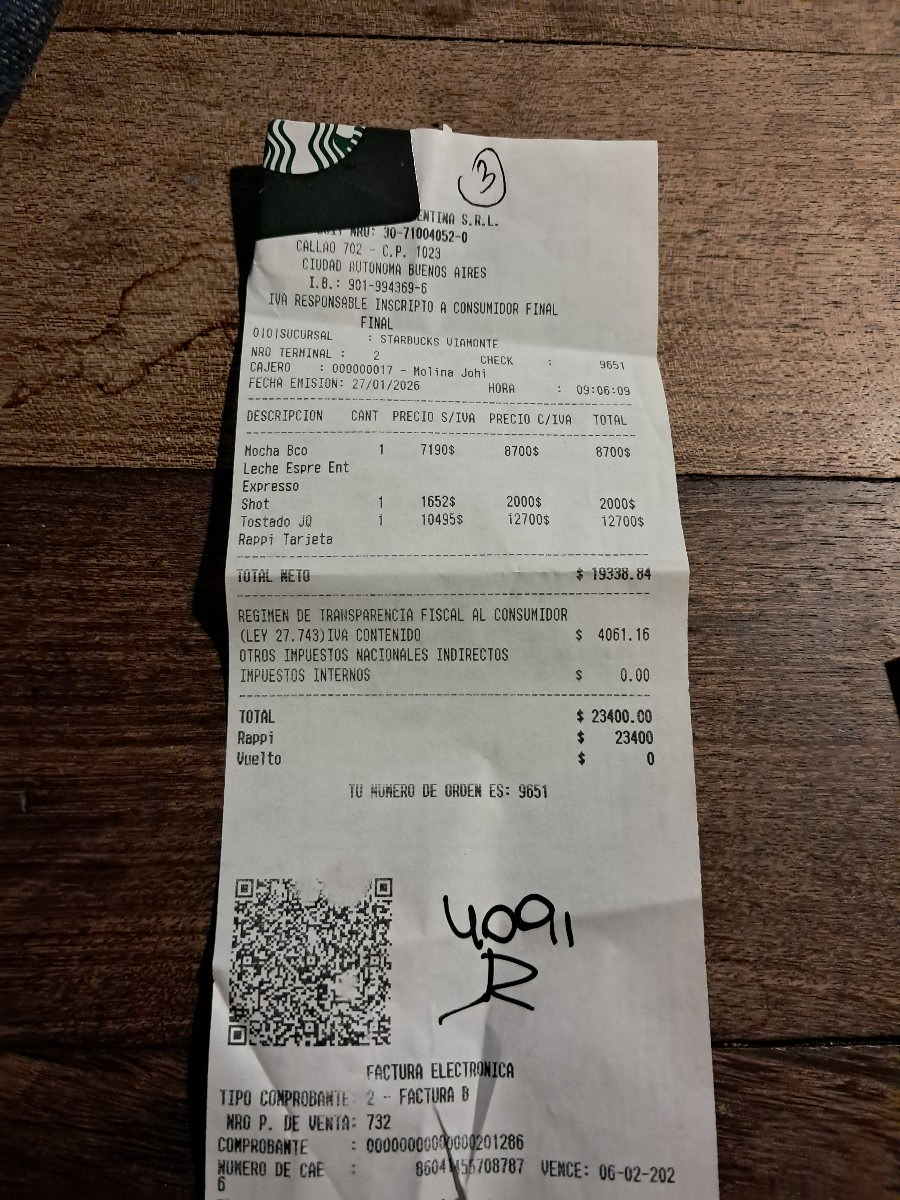 3
ENTINA S.R.L.
NRO: 30-71004052-0
CALLAO 702 - C.P. 1023
CIUDAD AUTONOMA BUENOS AIRES
I.B.: 901-994369-6
IVA RESPONSABLE INSCRIPTO A CONSUMIDOR FINAL
FINAL
0101SUCURSAL : STARBUCKS VIAMONTE
NRO TERMINAL : 2 CHECK : 9651
CAJERO : 000000017 - Molina Johi
FECHA EMISION: 27/01/2026 HORA : 09:06:09
DESCRIPCION CANT PRECIO S/IVA PRECIO C/IVA TOTAL
Mocha Bco 1 7190$ 8700$ 8700$
Leche Espre Ent
Expresso
Shot 1 1652$ 2000$ 2000$
Tostado JQ 1 10495$ 12700$ 12700$
Rappi Tarjeta
TOTAL NETO $ 19338.84
REGIMEN DE TRANSPARENCIA FISCAL AL CONSUMIDOR
(LEY 27.743)IVA CONTENIDO $ 4061.16
OTROS IMPUESTOS NACIONALES INDIRECTOS
IMPUESTOS INTERNOS $ 0.00
TOTAL $ 23400.00
Rappi $ 23400
Vuelto $ 0
TU NUMERO DE ORDEN ES: 9651
4091
R
FACTURA ELECTRONICA
TIPO COMPROBANTE: 2 - FACTURA B
NRO P. DE VENTA: 732
COMPROBANTE : 00000000000000201286
NUMERO DE CAE : VENCE: 06-02-202
6